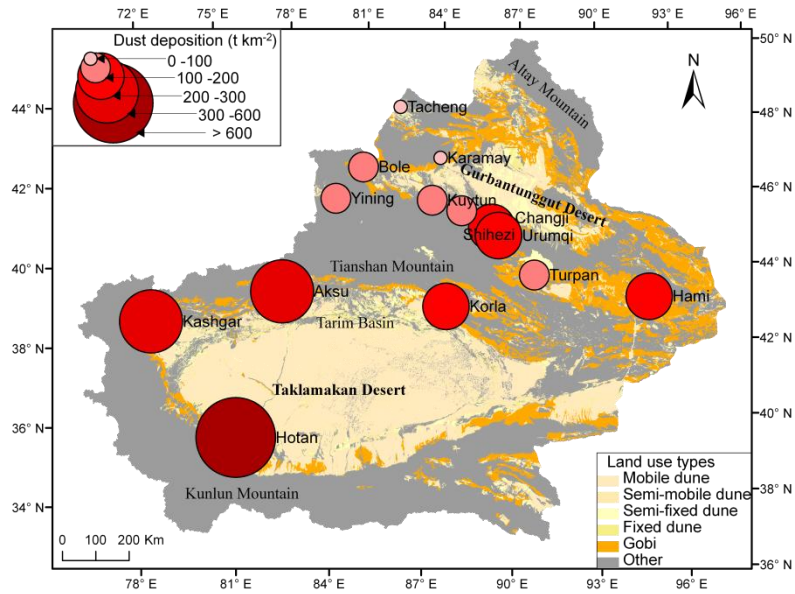 72° E 75° E 78° E 81° E 84° E 87° E 90° E 93° E 96° E
Dust deposition (t km-2)
0 -100
100 -200
200 -300
300 -600
> 600
N
50° N
48° N
46° N
44° N
42° N
40° N
38° N
36° N
44° N
42° N
40° N
38° N
36° N
34° N
Altay Mountain
Tacheng
Karamay
Bole
Gurbantunggut Desert
Yining
Kuytun
Changji
Shihezi
Urumqi
Tianshan Mountain
Turpan
Aksu
Hami
Korla
Kashgar
Tarim Basin
Taklamakan Desert
Hotan
Kunlun Mountain
Land use types
Mobile dune
Semi-mobile dune
Semi-fixed dune
Fixed dune
Gobi
Other
0 100 200 Km
78° E 81° E 84° E 87° E 90° E 93° E 96° E